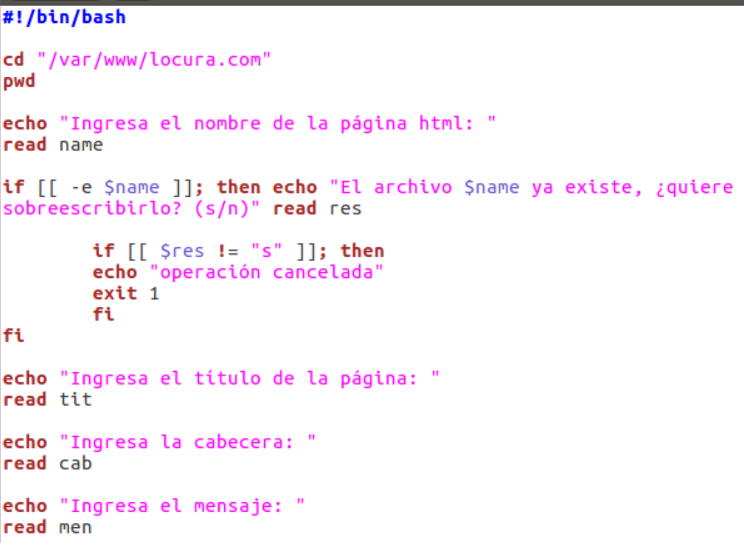 #!/bin/bash
cd "/var/www/locura.com"
pwd
echo "Ingresa el nombre de la página html: "
read name
if [[ -e $name ]]; then echo "El archivo $name ya existe, ¿quiere
sobreescribirlo? (s/n)" read res
if [[ $res != "s" ]]; then
echo "operación cancelada"
exit 1
fi
fi
echo "Ingresa el título de la página: "
read tit
echo "Ingresa la cabecera: "
read cab
echo "Ingresa el mensaje: "
read men